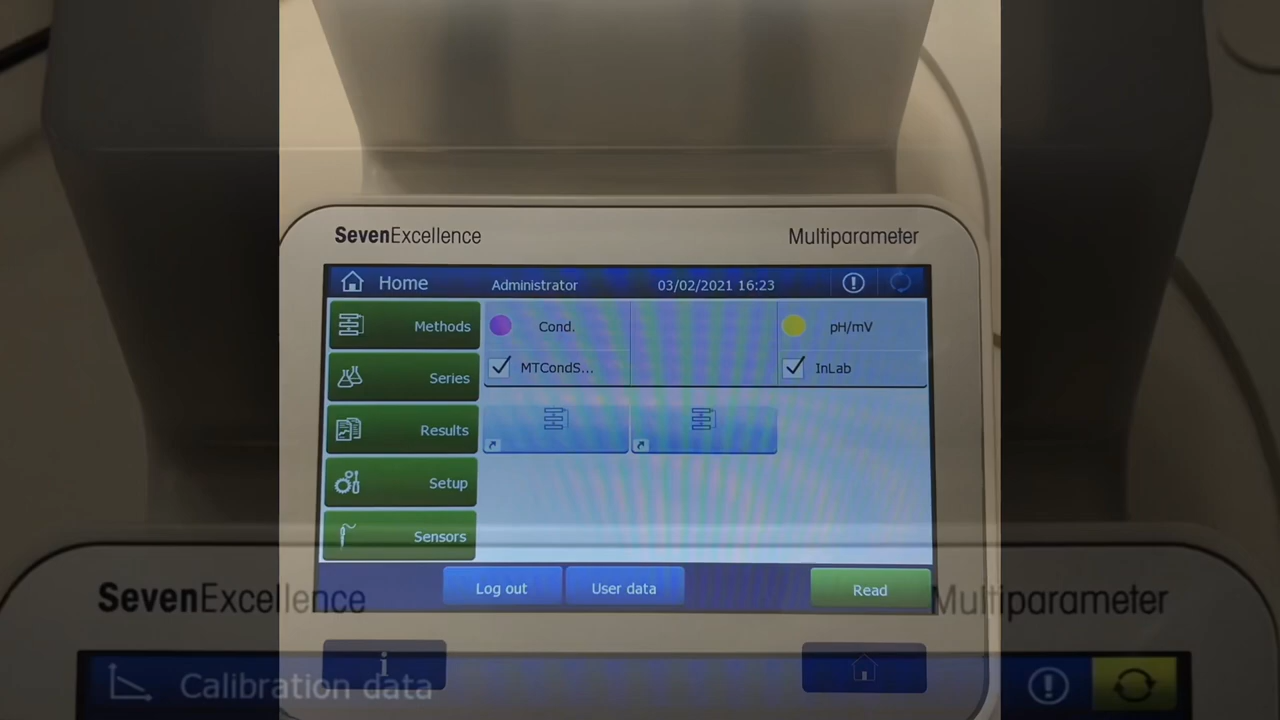 SevenExcellence Multiparameter
Home Administrator 03/02/2021 16:23
Methods Cond. pH/mV
MTCondS... InLab
Series
Results
Setup
Sensors
Log out User data Read
SevenExcellence Multiparameter
i
Calibration data